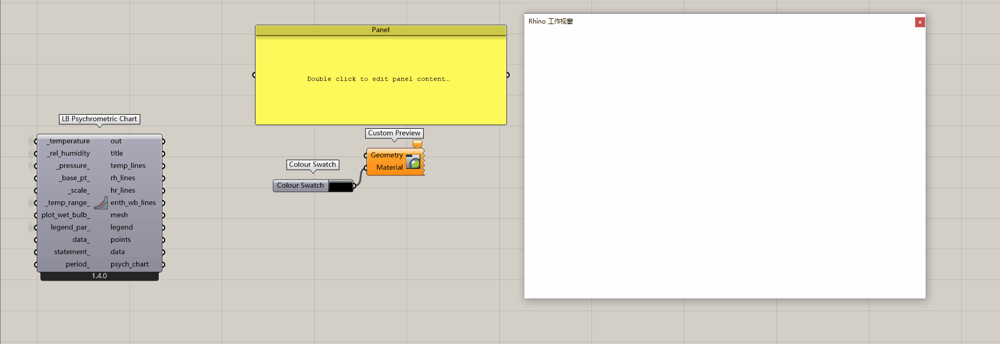 Rhino 工作视窗
x
Panel
Double click to edit panel content…
LB Psychrometric Chart
_temperature out
_rel_humidity title
_pressure_ temp_lines
_base_pt_ rh_lines
_scale_ hr_lines
_temp_range_ enth_wb_lines
plot_wet_bulb_ mesh
legend_par_ legend
data_ points
statement_ data
period_ psych_chart
1.4.0
Custom Preview
Geometry
Material
Colour Swatch
Colour Swatch